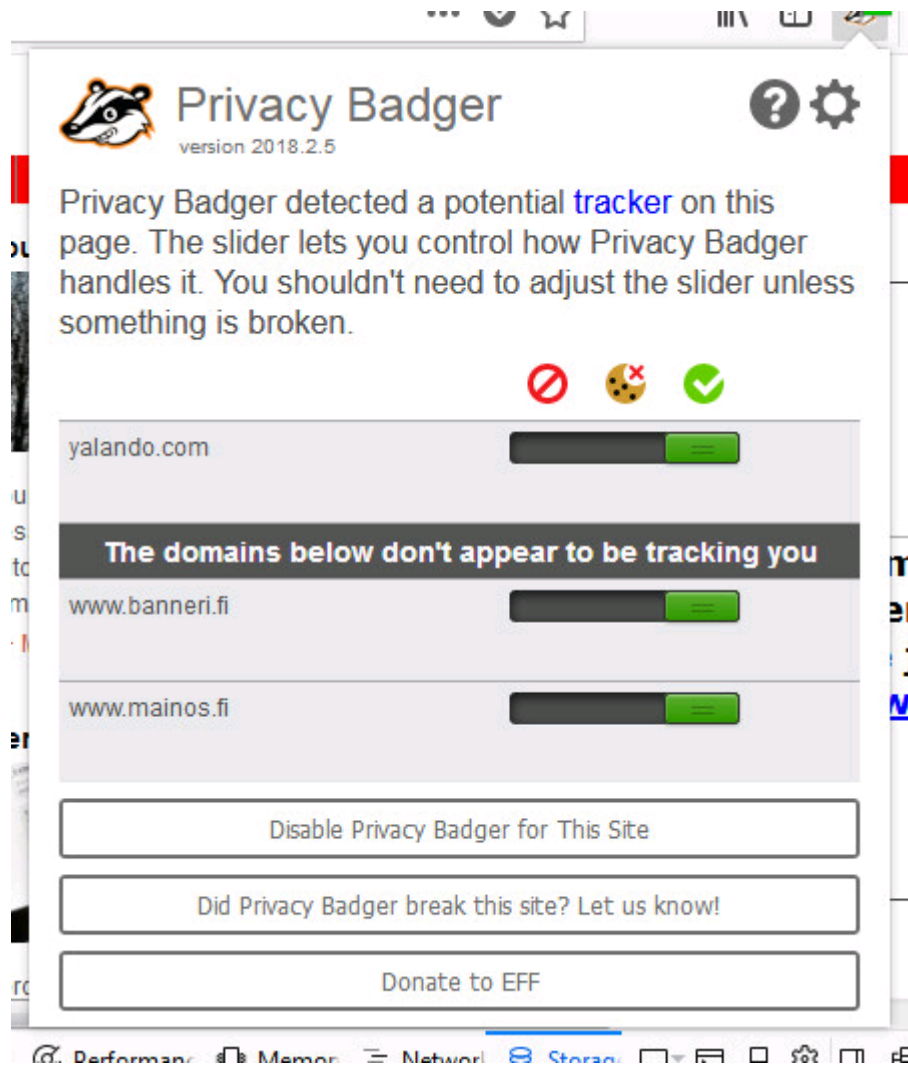 Privacy Badger
version 2018.2.5
Privacy Badger detected a potential tracker on this
page. The slider lets you control how Privacy Badger
handles it. You shouldn't need to adjust the slider unless
something is broken.
yalando.com
The domains below don't appear to be tracking you
www.banneri.fi
www.mainos.fi
Disable Privacy Badger for This Site
Did Privacy Badger break this site? Let us know!
Donate to EFF